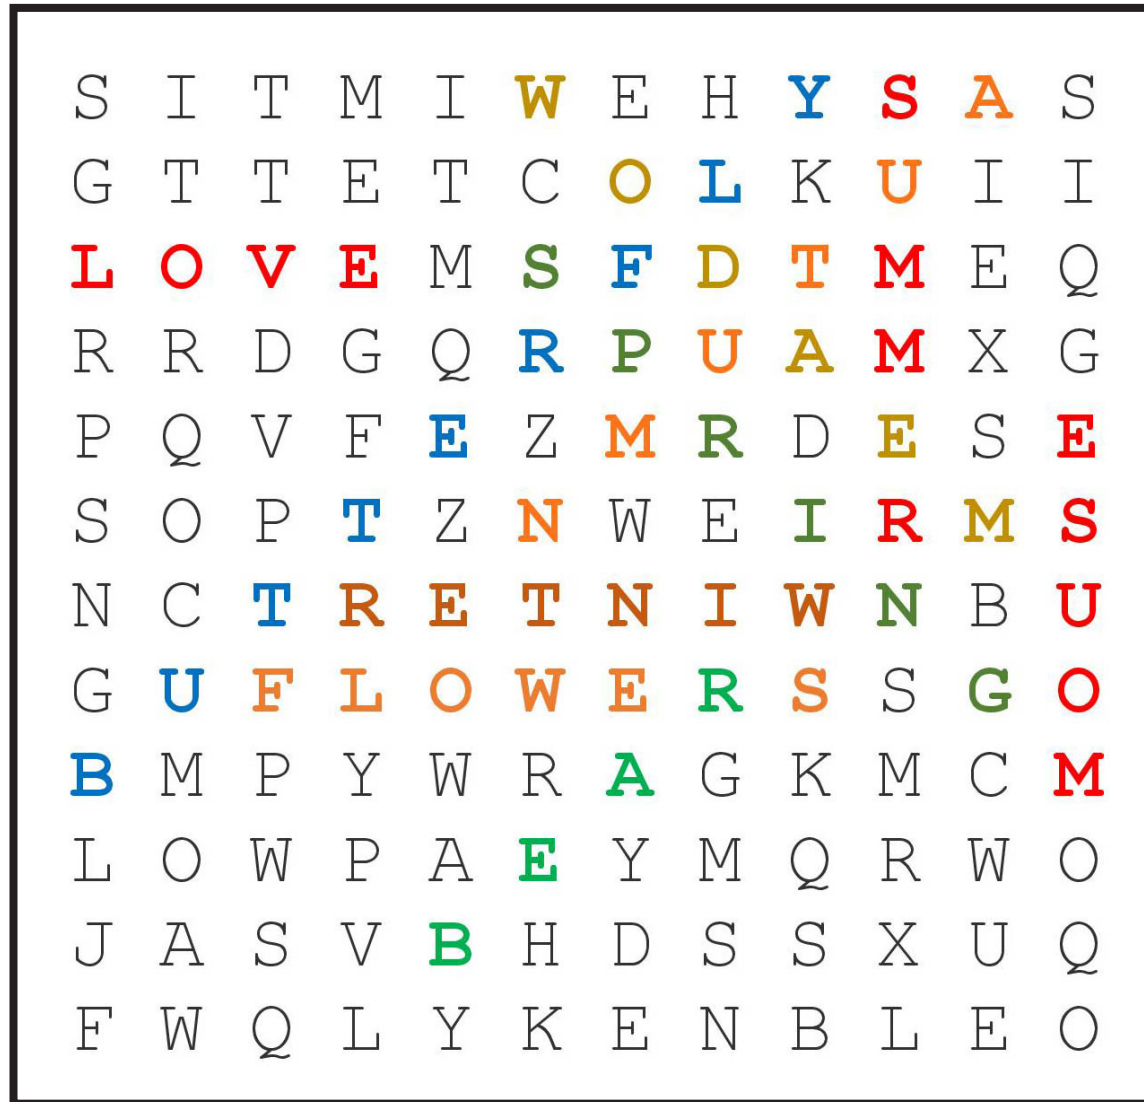 S I T M I W E H Y S A S
G T T E T C O L K U I I
L O V E M S F D T M E Q
R R D G Q R P U A M X G
P Q V F E Z M R D E S E
S O P T Z N W E I R M S
N C T R E T N I W N B U
G U F L O W E R S S G O
B M P Y W R A G K M C M
L O W P A E Y M Q R W O
J A S V B H D S S X U Q
F W Q L Y K E N B L E O